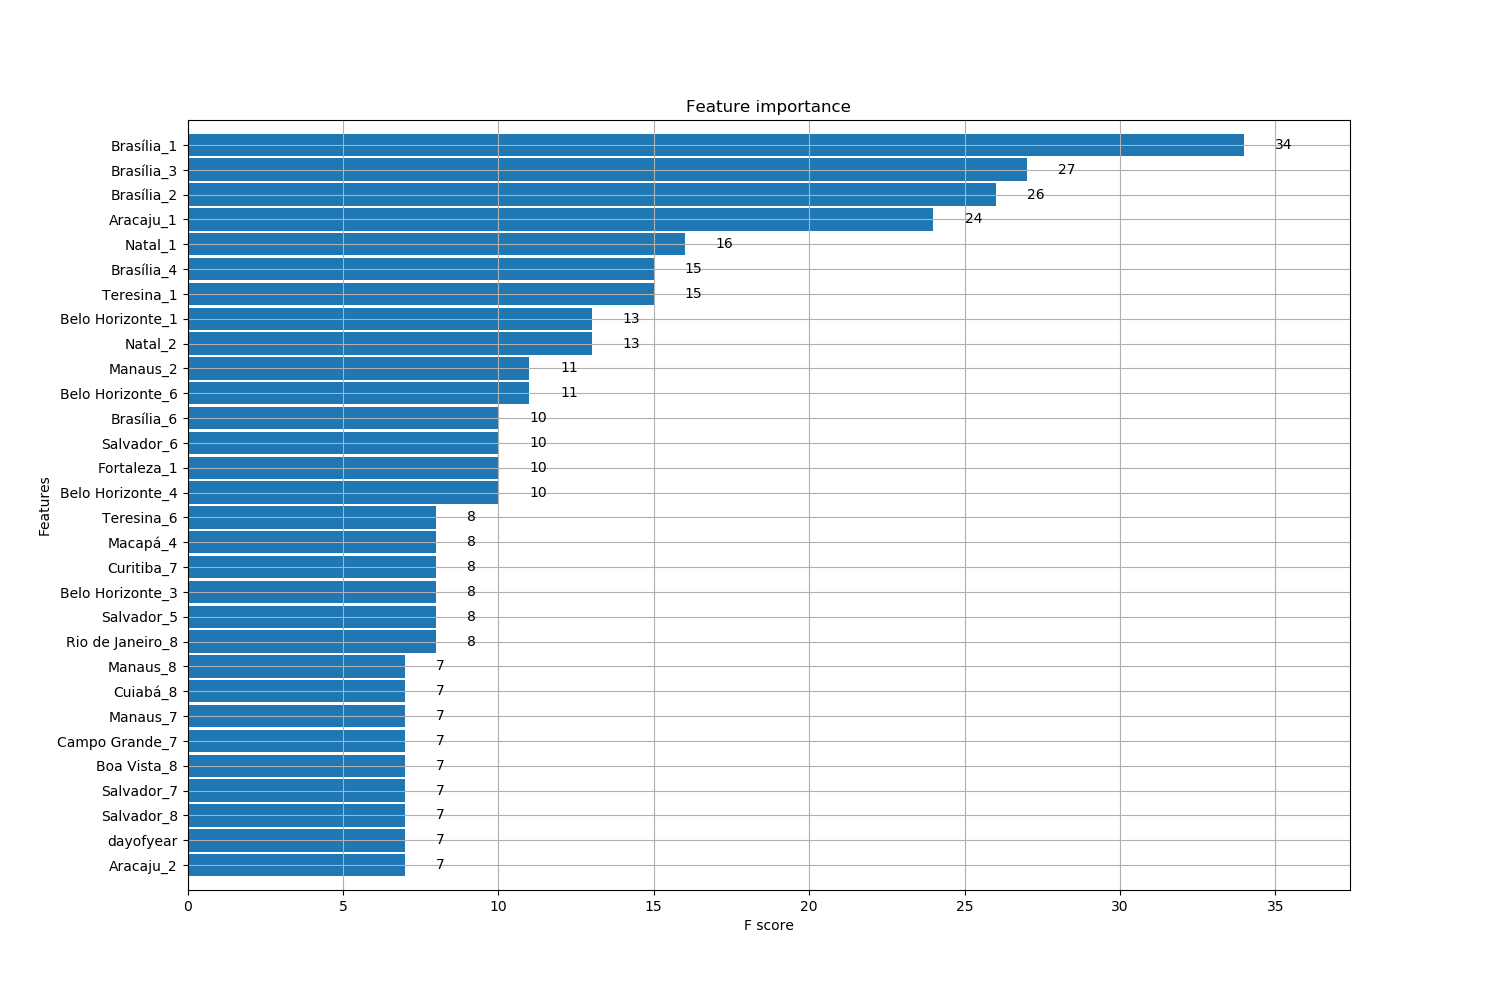 Feature importance
Brasília_1 34
Brasília_3 27
Brasília_2 26
Aracaju_1 24
Natal_1 16
Brasília_4 15
Teresina_1 15
Belo Horizonte_1 13
Natal_2 13
Manaus_2 11
Belo Horizonte_6 11
Brasília_6 10
Salvador_6 10
Fortaleza_1 10
Belo Horizonte_4 10
Teresina_6 8
Macapá_4 8
Curitiba_7 8
Belo Horizonte_3 8
Salvador_5 8
Rio de Janeiro_8 8
Manaus_8 7
Cuiabá_8 7
Manaus_7 7
Campo Grande_7 7
Boa Vista_8 7
Salvador_7 7
Salvador_8 7
dayofyear 7
Aracaju_2 7
Features
0 5 10 15 20 25 30 35
F score